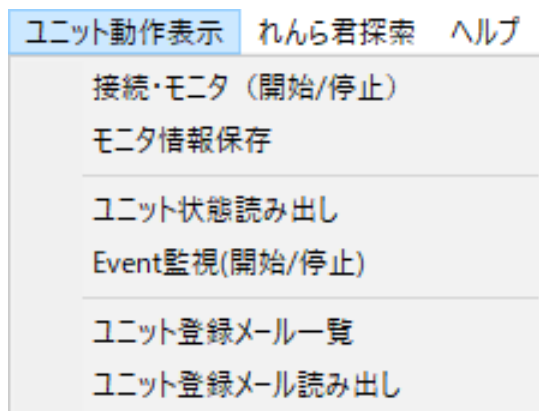 ユニット動作表示 れんら君探索 ヘルプ
接続・モニタ（開始/停止）
モニタ情報保存
ユニット状態読み出し
Event監視(開始/停止)
ユニット登録メール一覧
ユニット登録メール読み出し